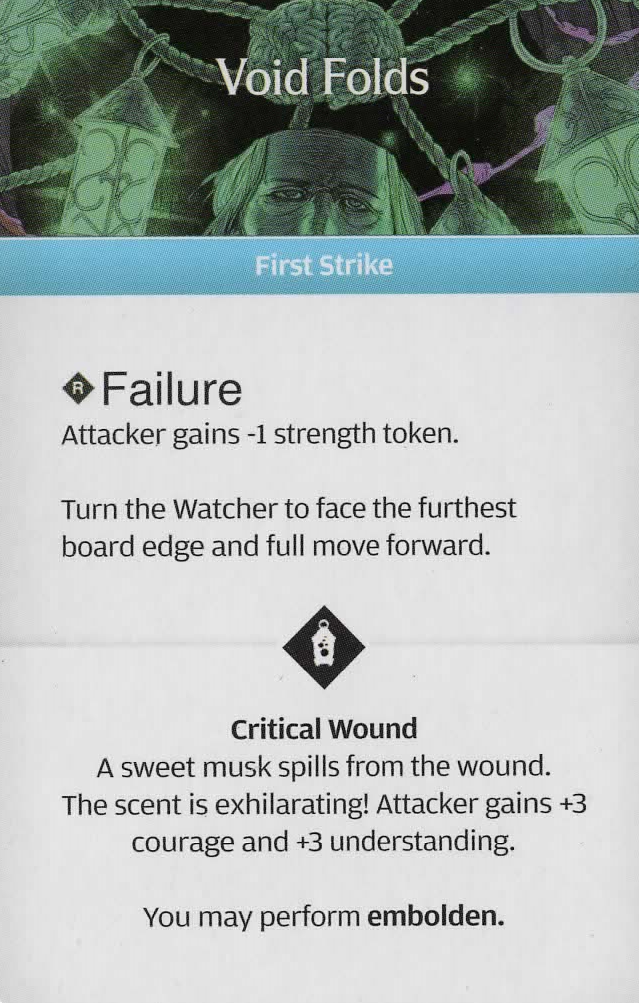 Void Folds
First Strike
R Failure
Attacker gains -1 strength token.
Turn the Watcher to face the furthest
board edge and full move forward.
Critical Wound
A sweet musk spills from the wound.
The scent is exhilarating! Attacker gains +3
courage and +3 understanding.
You may perform embolden.